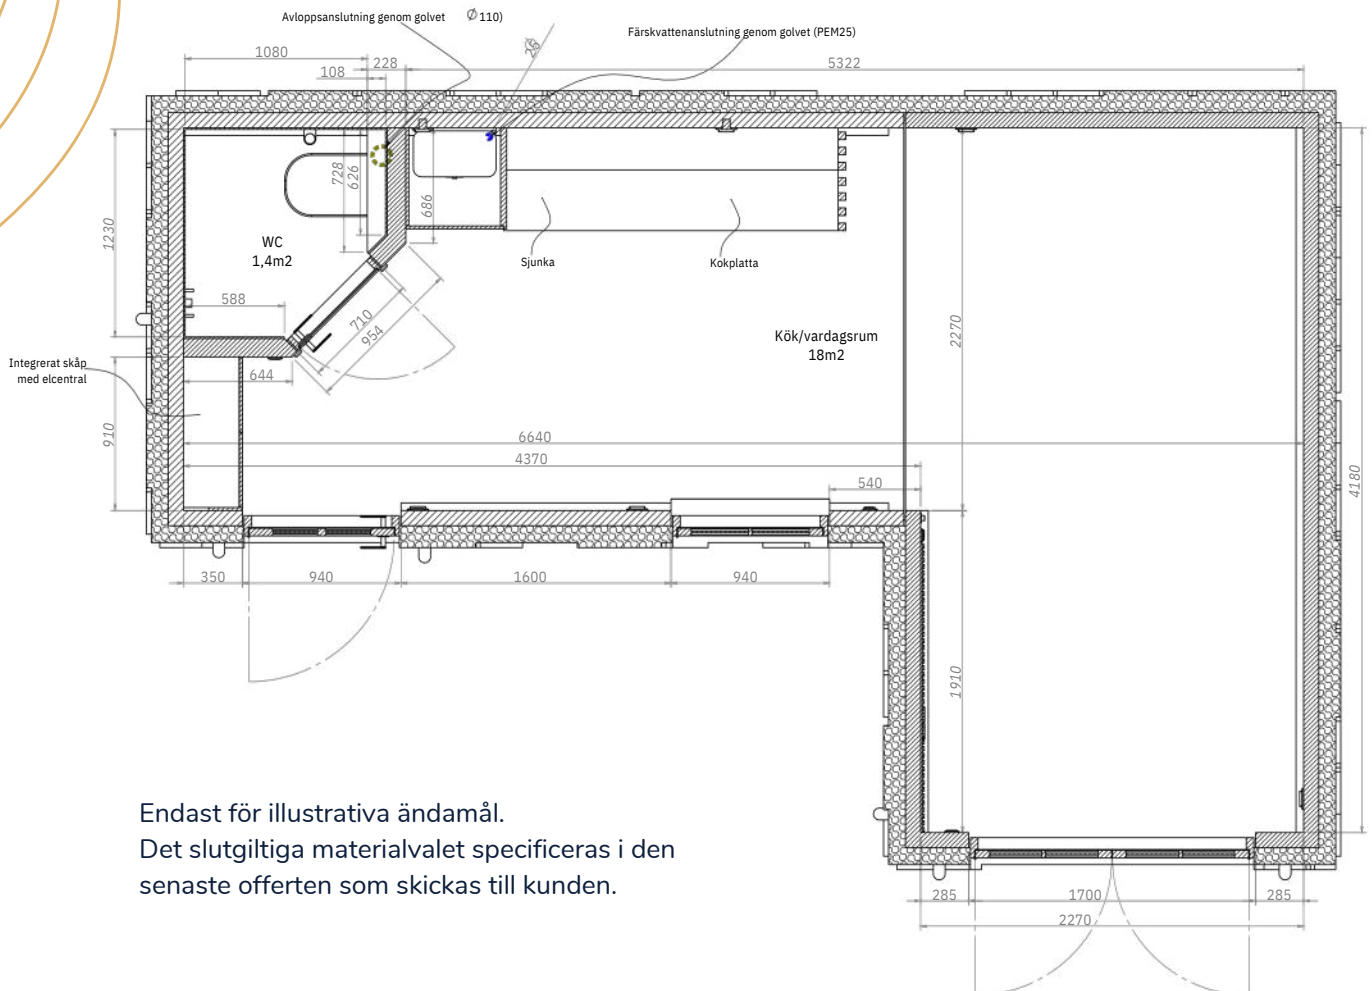 Avloppsanslutning genom golvet Ø 110)
Färskvattenanslutning genom golvet (PEM25)
Ø26
1080
228
108
5322
728
626
686
1230
WC
1,4m2
Sjunka
Kokplatta
588
710
954
Kök/vardagsrum
18m2
2270
Integrerat skåp
med elcentral
644
910
6640
4370
540
4180
350
940
1600
940
1910
Endast för illustrativa ändamål.
Det slutgiltiga materialvalet specificeras i den
senaste offerten som skickas till kunden.
285
1700
285
2270